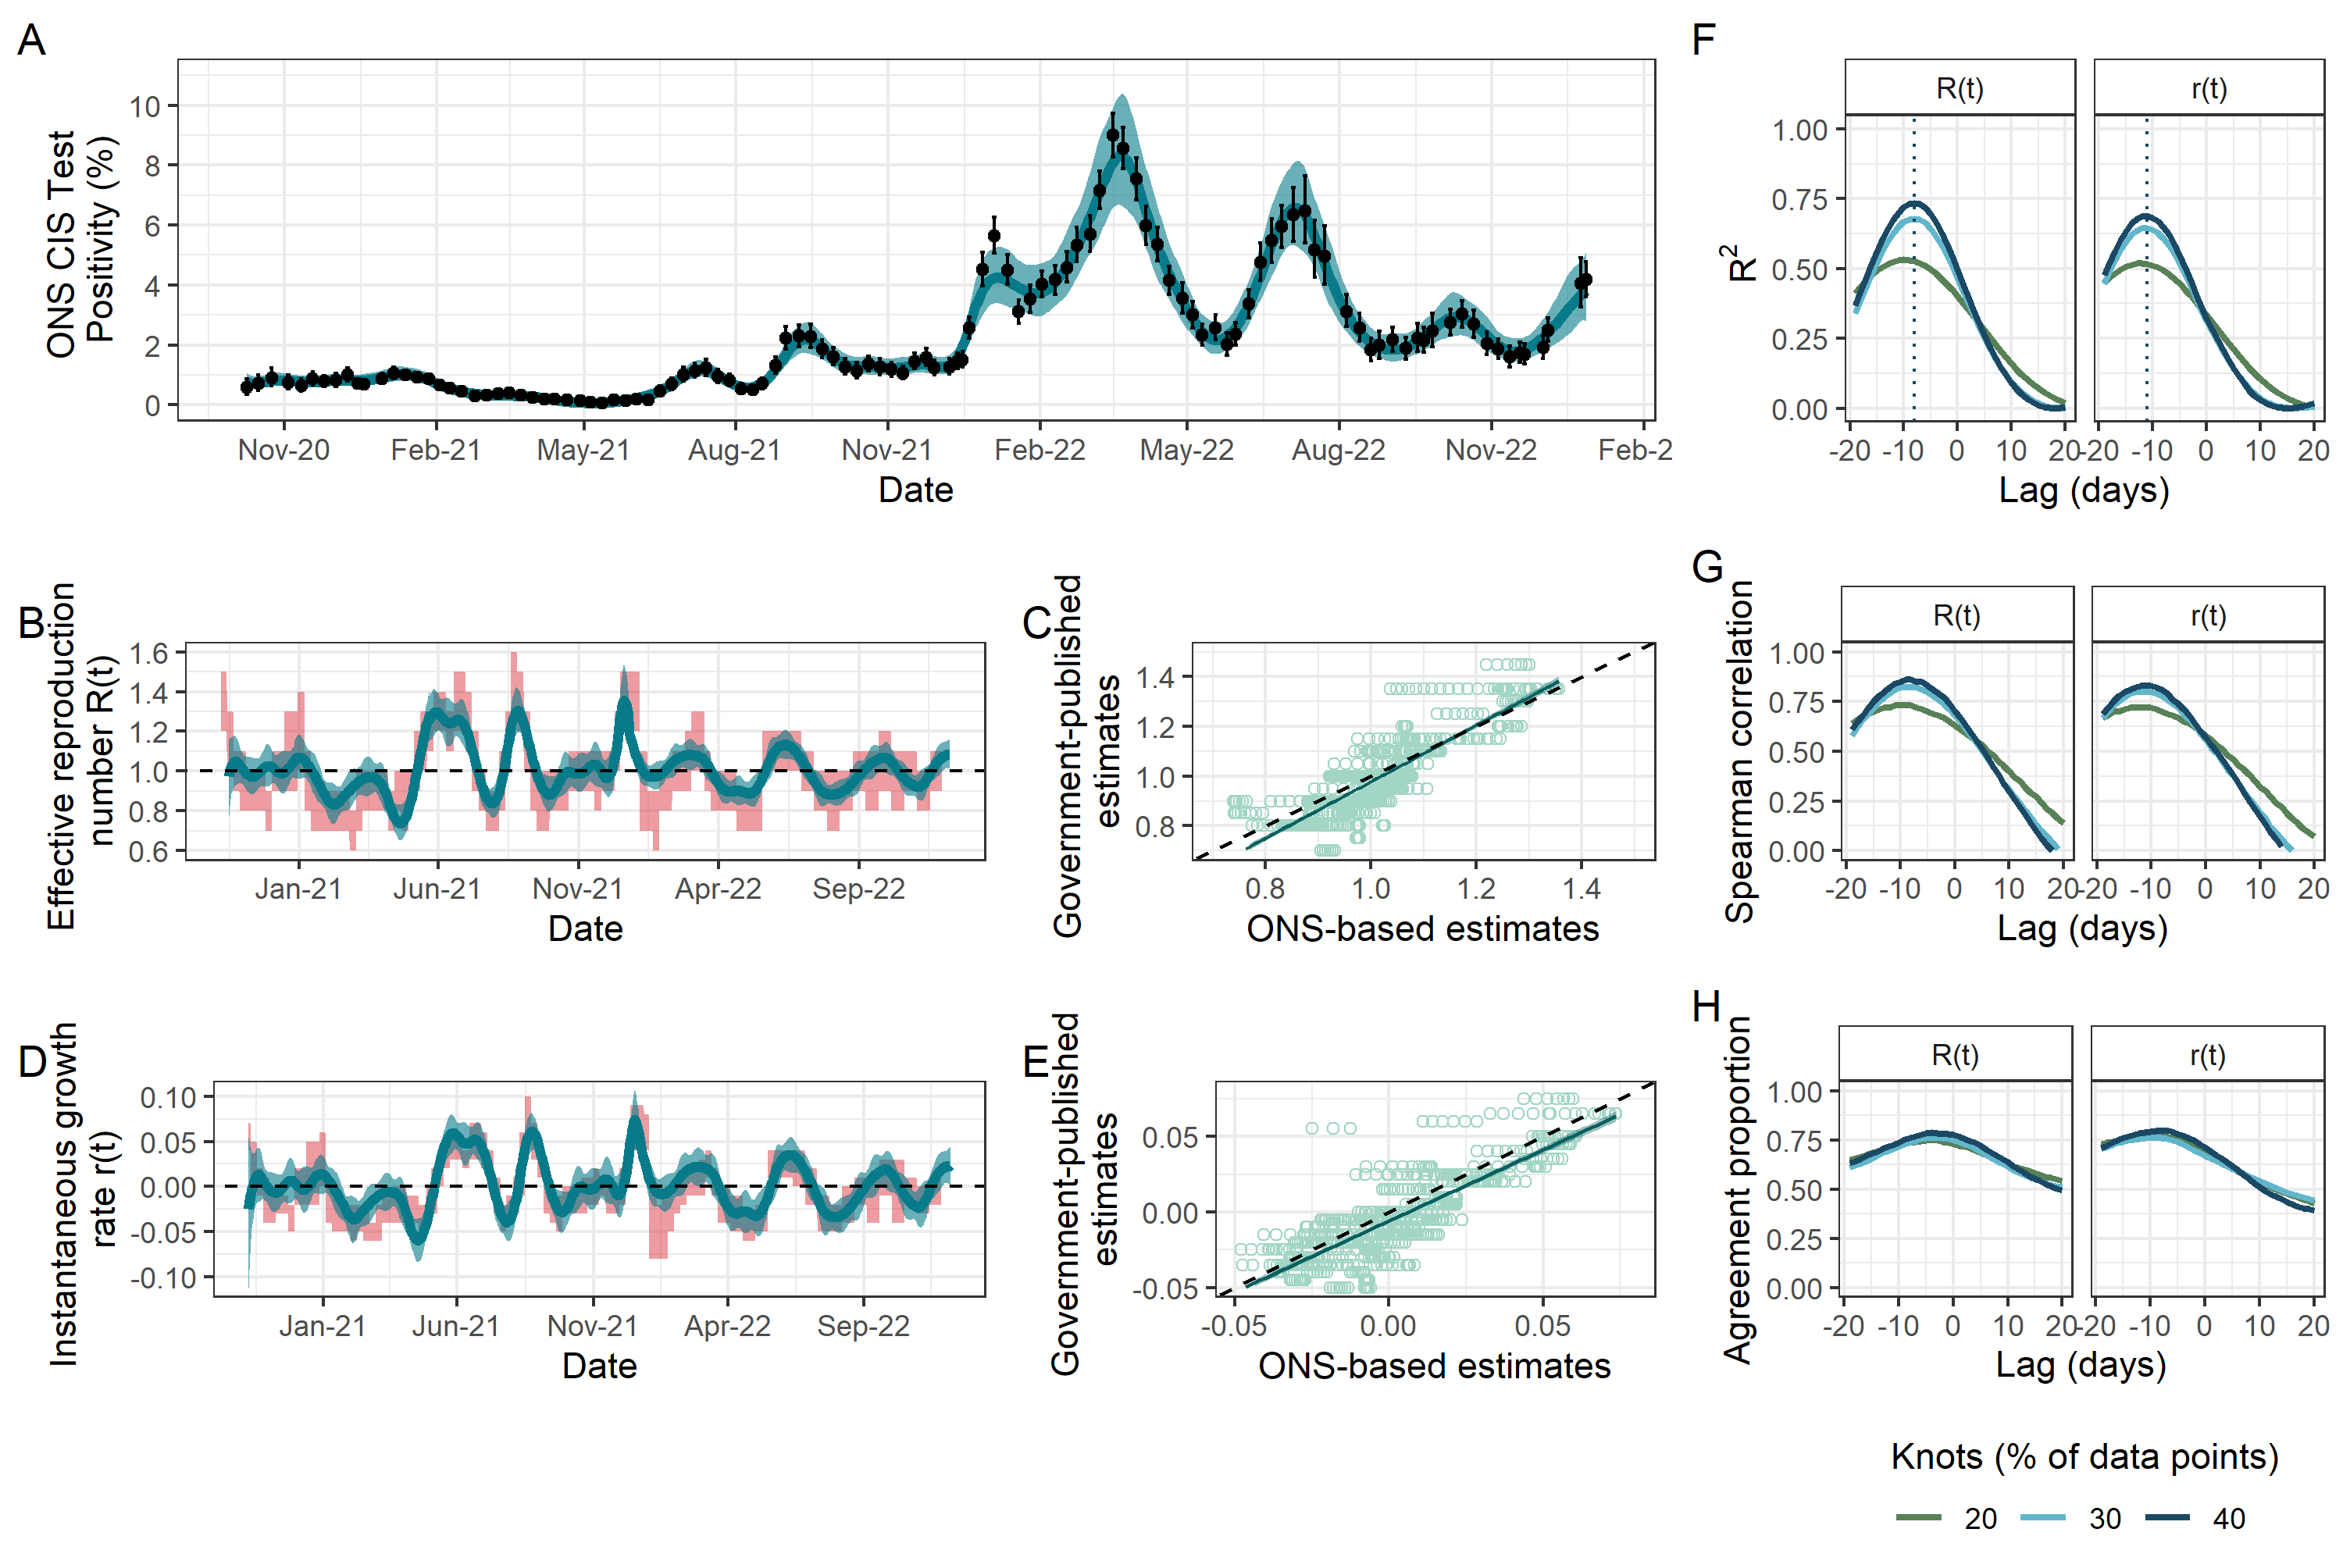 A
ONS CIS Test
Positivity (%)
10
8
6
4
2
0
Nov-20 Feb-21 May-21 Aug-21 Nov-21 Feb-22 May-22 Aug-22 Nov-22 Feb-2
Date
B
Effective reproduction
number R(t)
1.6
1.4
1.2
1.0
0.8
0.6
Jan-21 Jun-21 Nov-21 Apr-22 Sep-22
Date
C
Government-published
estimates
1.4
1.2
1.0
0.8
0.8 1.0 1.2 1.4
ONS-based estimates
D
Instantaneous growth
rate r(t)
0.10
0.05
0.00
-0.05
-0.10
Jan-21 Jun-21 Nov-21 Apr-22 Sep-22
Date
E
Government-published
estimates
0.05
0.00
-0.05
-0.05 0.00 0.05
ONS-based estimates
F
R(t) r(t)
R2
1.00
0.75
0.50
0.25
0.00
-20 -10 0 10 20 -20 -10 0 10 20
Lag (days)
G
R(t) r(t)
Spearman correlation
1.00
0.75
0.50
0.25
0.00
-20 -10 0 10 20 -20 -10 0 10 20
Lag (days)
H
R(t) r(t)
Agreement proportion
1.00
0.75
0.50
0.25
0.00
-20 -10 0 10 20 -20 -10 0 10 20
Lag (days)
Knots (% of data points)
20 30 40